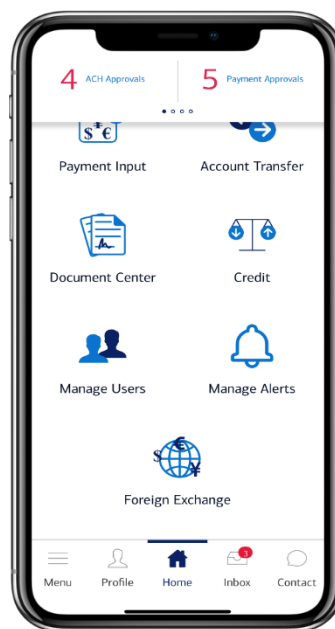 4 ACH Approvals 5 Payment Approvals
$ ¥ €
Payment Input Account Transfer
Document Center Credit
Manage Users Manage Alerts
$ € ¥
Foreign Exchange
3
Menu Profile Home Inbox Contact